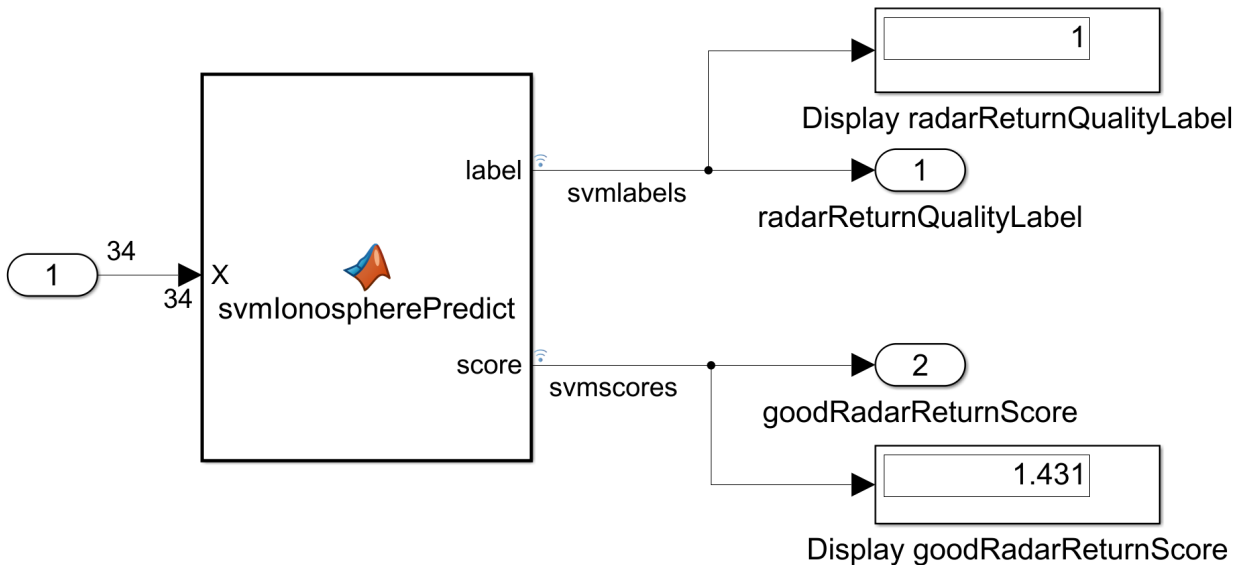 1
Display radarReturnQualityLabel
label
svmlabels
1
radarReturnQualityLabel
1
34
34
X
svmIonospherePredict
score
svmscores
2
goodRadarReturnScore
1.431
Display goodRadarReturnScore